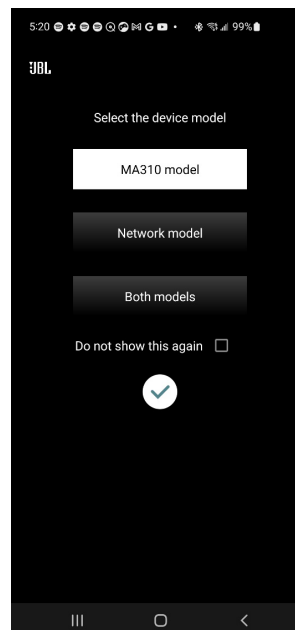 5:20 99%
JBL
Select the device model
MA310 model
Network model
Both models
Do not show this again